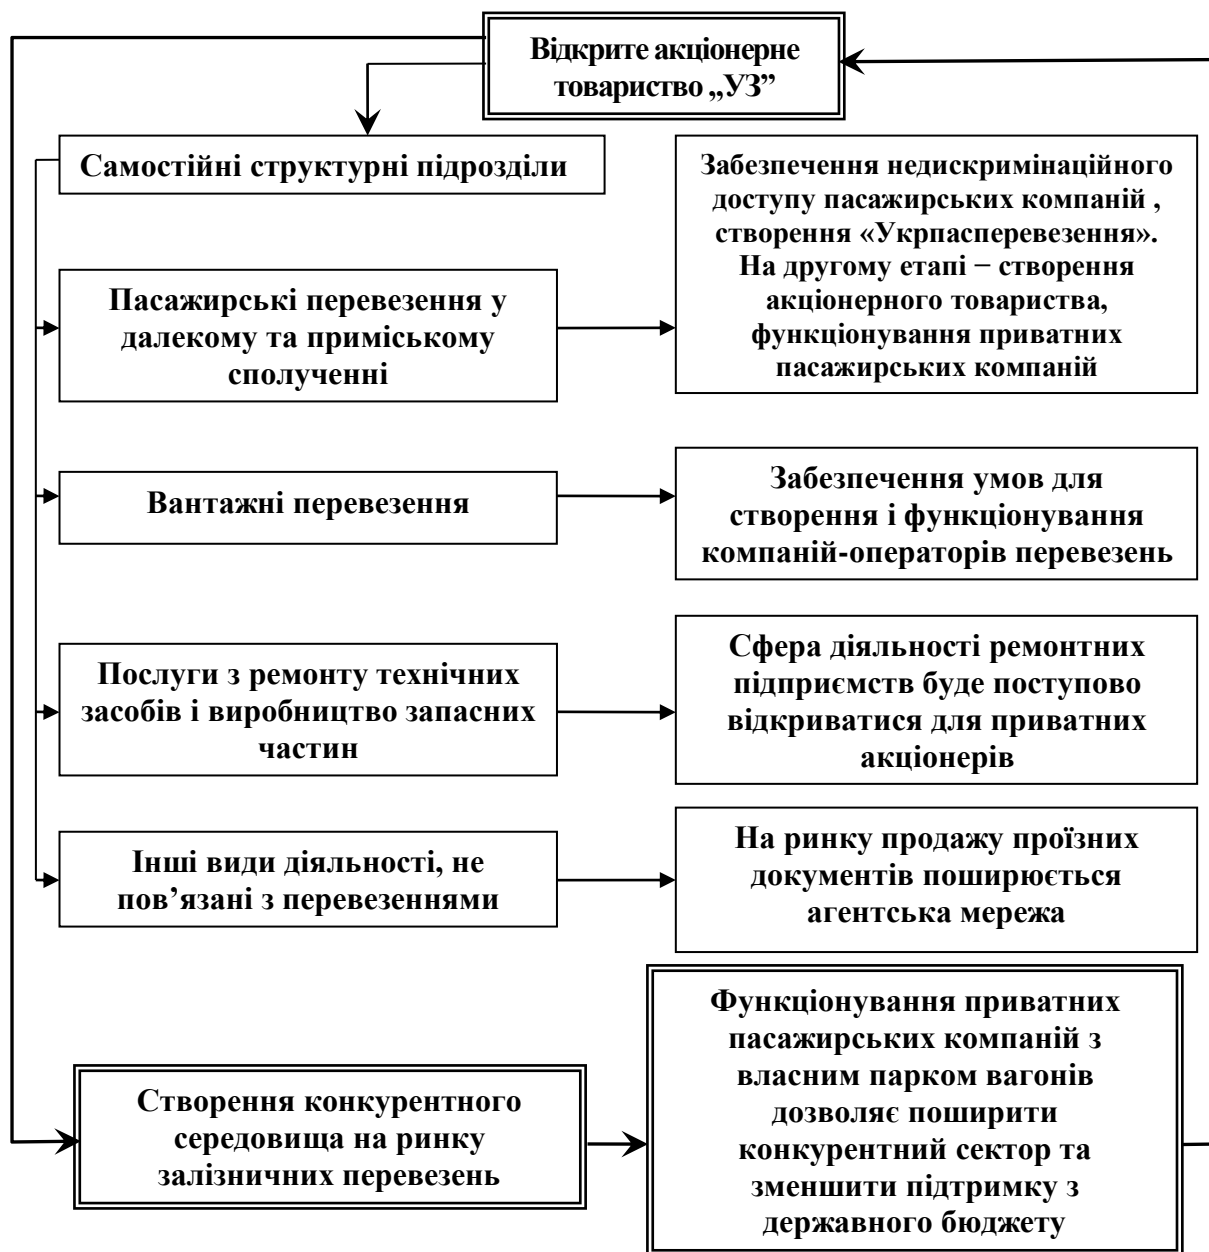 Відкрите акціонерне
товариство „УЗ”
Самостійні структурні підрозділи
Забезпечення недискримінаційного
доступу пасажирських компаній ,
створення «Укрпасперевезення».
На другому етапі − створення
акціонерного товариства,
функціонування приватних
пасажирських компаній
Пасажирські перевезення у
далекому та приміському
сполученні
Вантажні перевезення
Забезпечення умов для
створення і функціонування
компаній-операторів перевезень
Послуги з ремонту технічних
засобів і виробництво запасних
частин
Сфера діяльності ремонтних
підприємств буде поступово
відкриватися для приватних
акціонерів
Інші види діяльності, не
пов’язані з перевезеннями
На ринку продажу проїзних
документів поширюється
агентська мережа
Створення конкурентного
середовища на ринку
залізничних перевезень
Функціонування приватних
пасажирських компаній з
власним парком вагонів
дозволяє поширити
конкурентний сектор та
зменшити підтримку з
державного бюджету